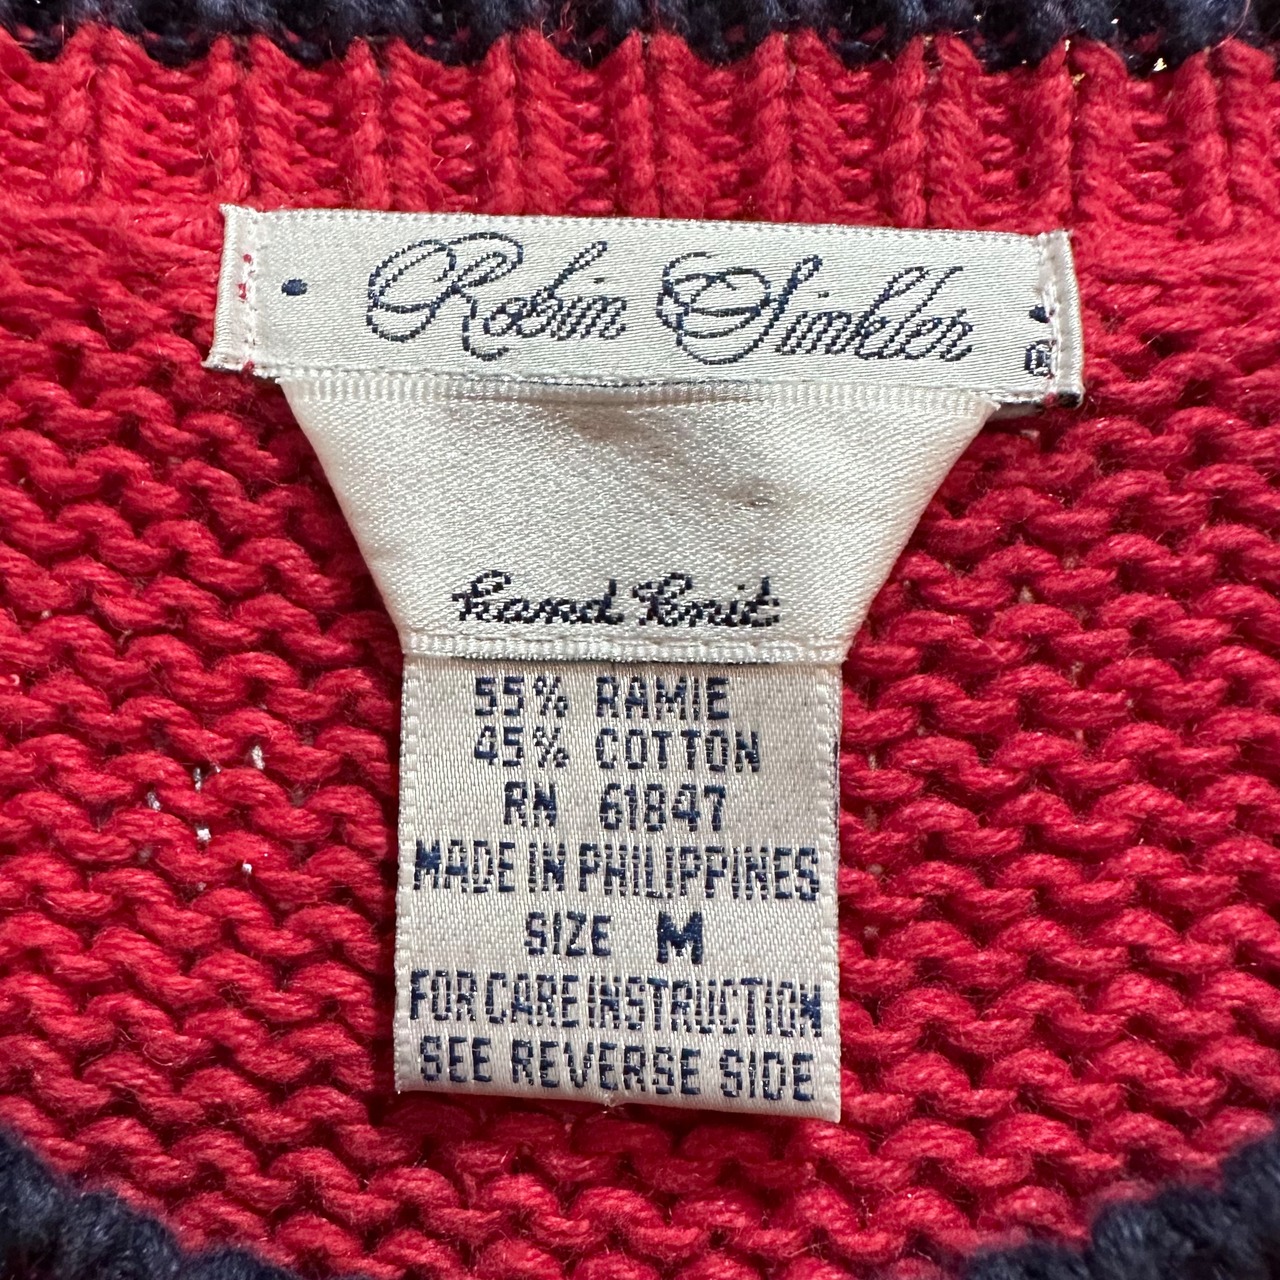 Robin Sinkler ®
hand knit
55% RAMIE
45% COTTON
RN 61847
MADE IN PHILIPPINES
SIZE M
FOR CARE INSTRUCTION
SEE REVERSE SIDE